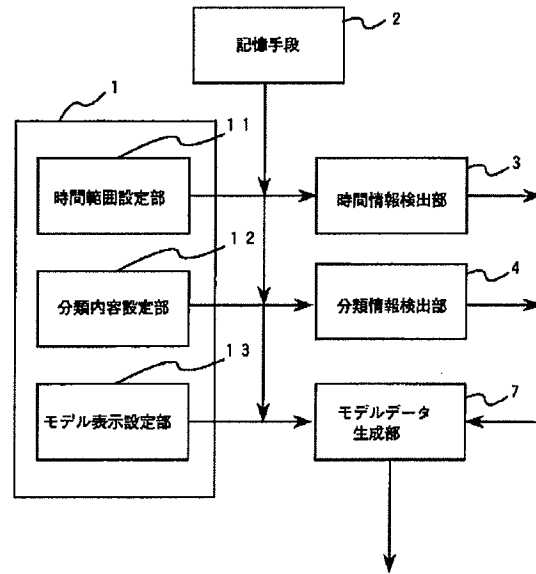 2
記憶手段
1
11
時間範囲設定部
3
時間情報検出部
12
分類内容設定部
4
分類情報検出部
13
モデル表示設定部
7
モデルデータ
生成部